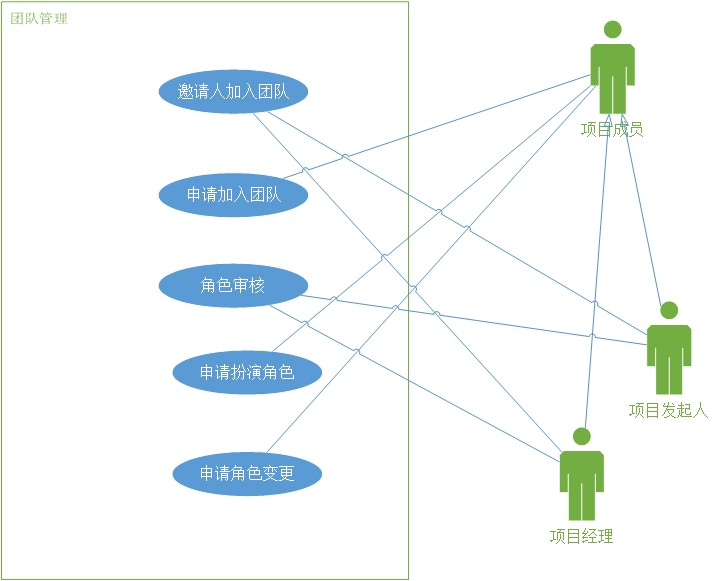 团队管理
邀请人加入团队
项目成员
申请加入团队
角色审核
申请扮演角色
项目发起人
申请角色变更
项目经理